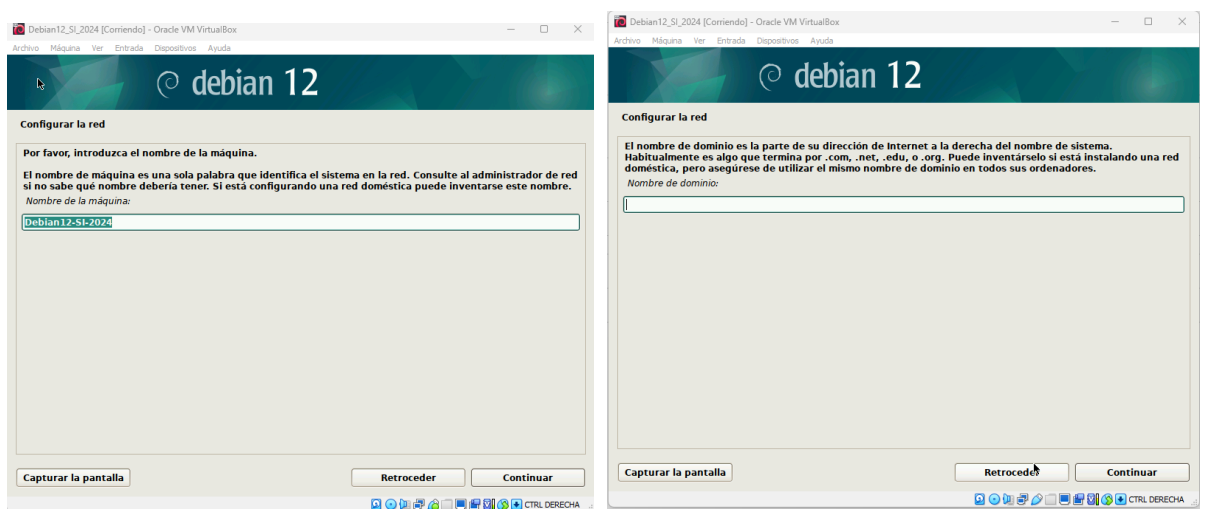 Debian12_SI_2024 [Corriendo] - Oracle VM VirtualBox
Archivo Máquina Ver Entrada Dispositivos Ayuda
debian 12
Configurar la red
Por favor, introduzca el nombre de la máquina.
El nombre de máquina es una sola palabra que identifica el sistema en la red. Consulte al administrador de red
si no sabe qué nombre debería tener. Si está configurando una red doméstica puede inventarse este nombre.
Nombre de la máquina:
Debian12-SI-2024
Capturar la pantalla
Retroceder
Continuar
CTRL DERECHA
Debian12_SI_2024 [Corriendo] - Oracle VM VirtualBox
Archivo Máquina Ver Entrada Dispositivos Ayuda
debian 12
Configurar la red
El nombre de dominio es la parte de su dirección de Internet a la derecha del nombre de sistema.
Habitualmente es algo que termina por .com, .net, .edu, o .org. Puede inventárselo si está instalando una red
doméstica, pero asegúrese de utilizar el mismo nombre de dominio en todos sus ordenadores.
Nombre de dominio:
Capturar la pantalla
Retroceder
Continuar
CTRL DERECHA